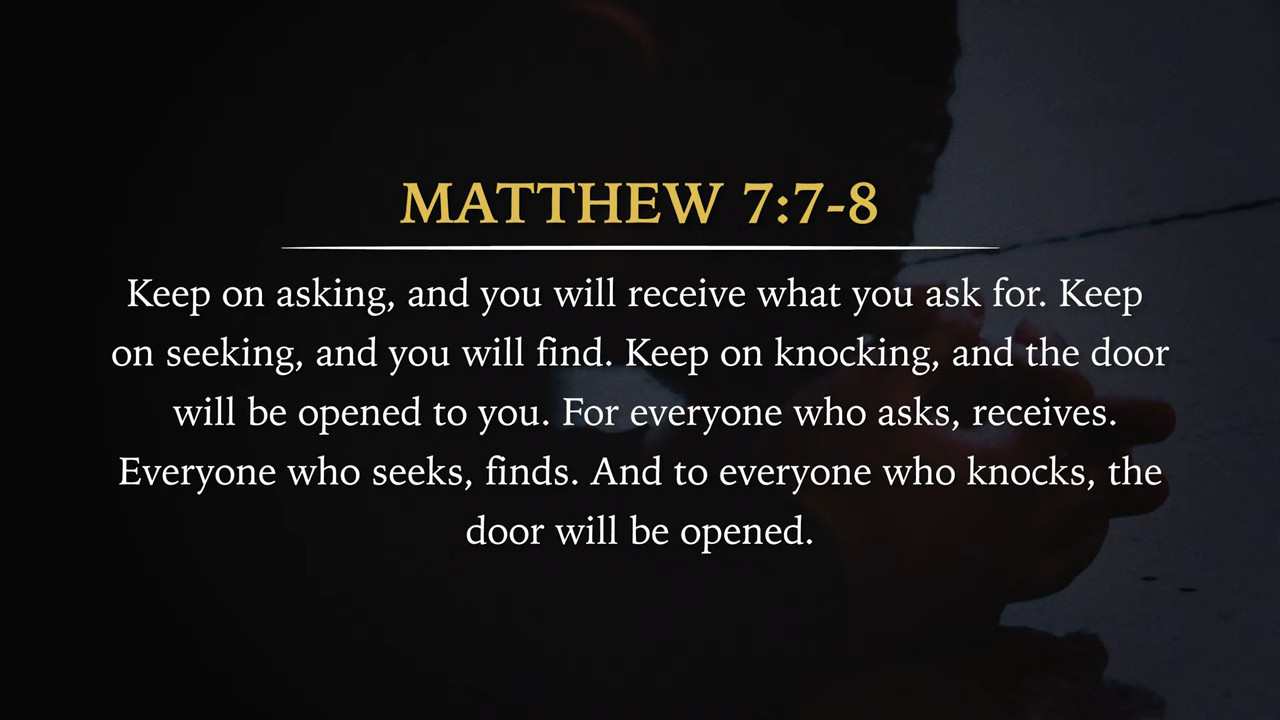 MATTHEW 7:7-8
Keep on asking, and you will receive what you ask for. Keep
on seeking, and you will find. Keep on knocking, and the door
will be opened to you. For everyone who asks, receives.
Everyone who seeks, finds. And to everyone who knocks, the
door will be opened.